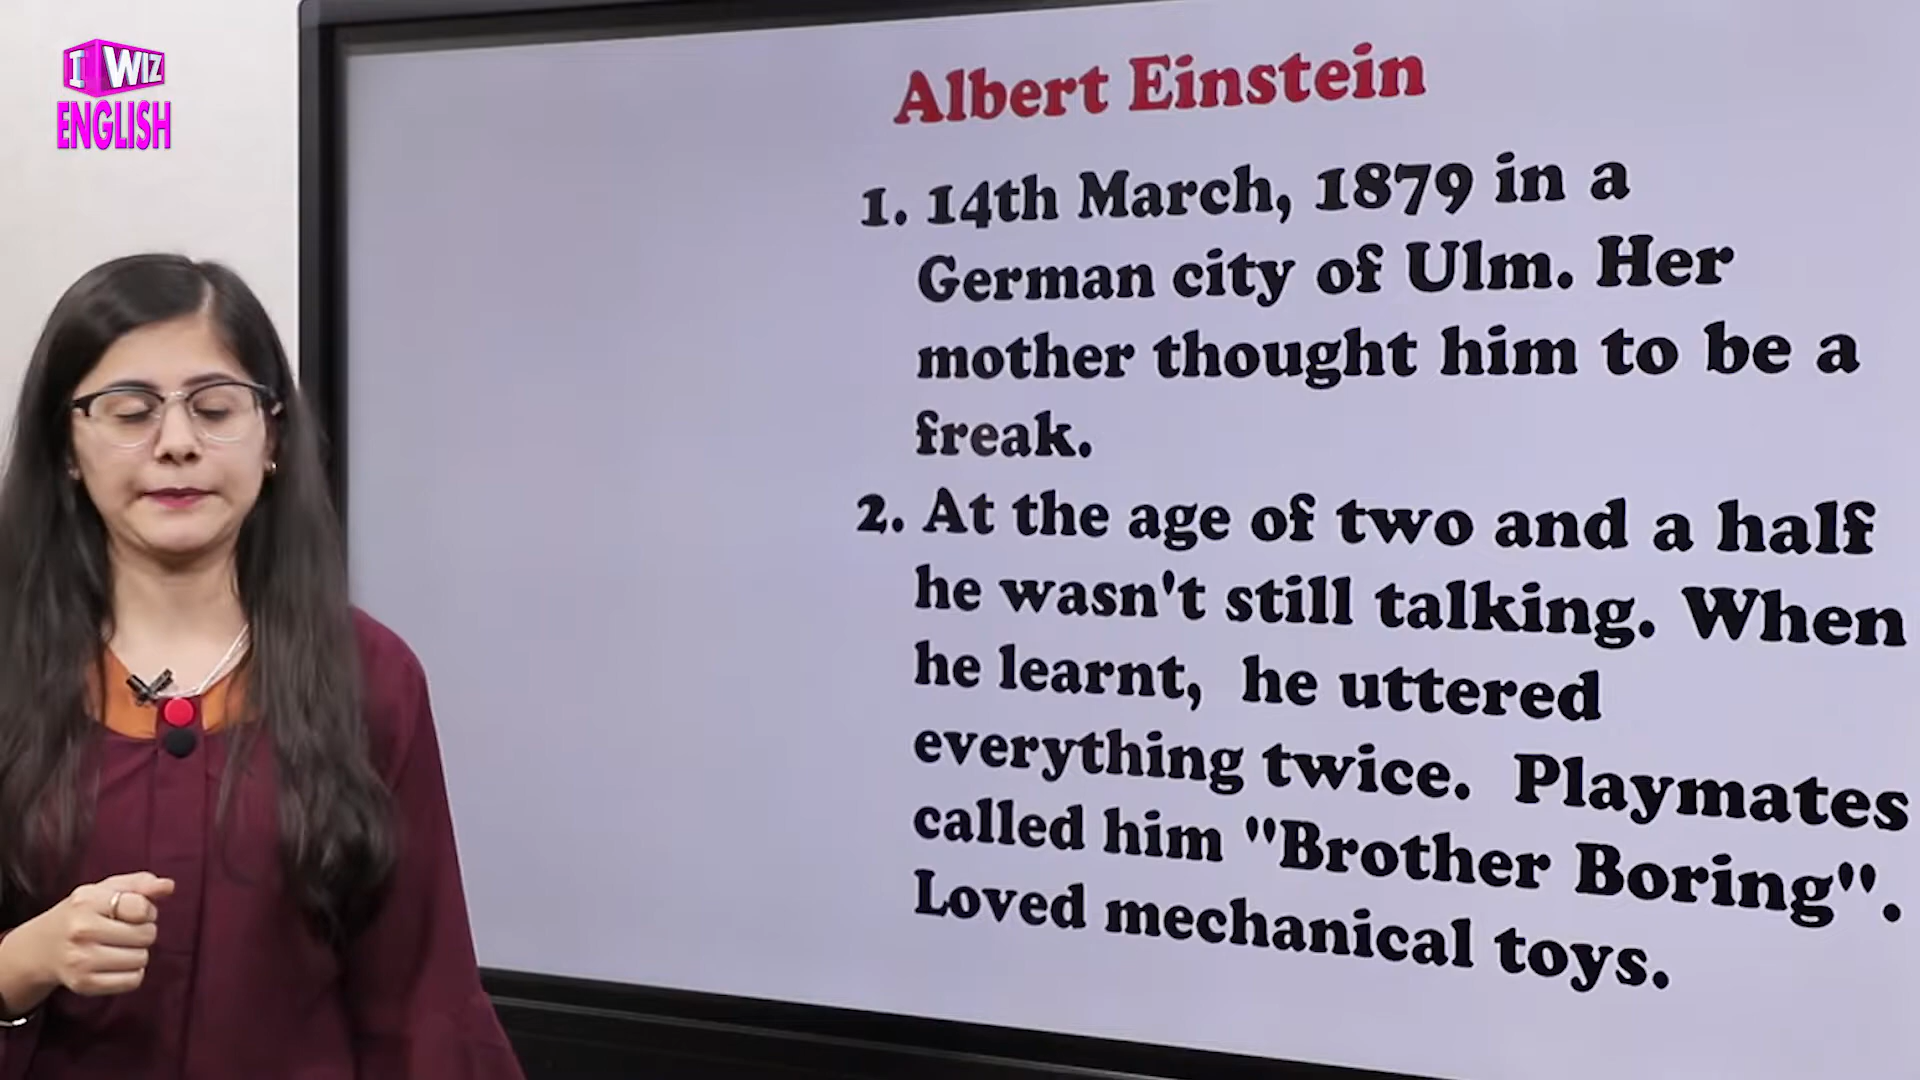 I WIZ
ENGLISH
Albert Einstein
1. 14th March, 1879 in a
German city of Ulm. Her
mother thought him to be a
freak.
2. At the age of two and a half
he wasn't still talking. When
he learnt, he uttered
everything twice. Playmates
called him "Brother Boring".
Loved mechanical toys.